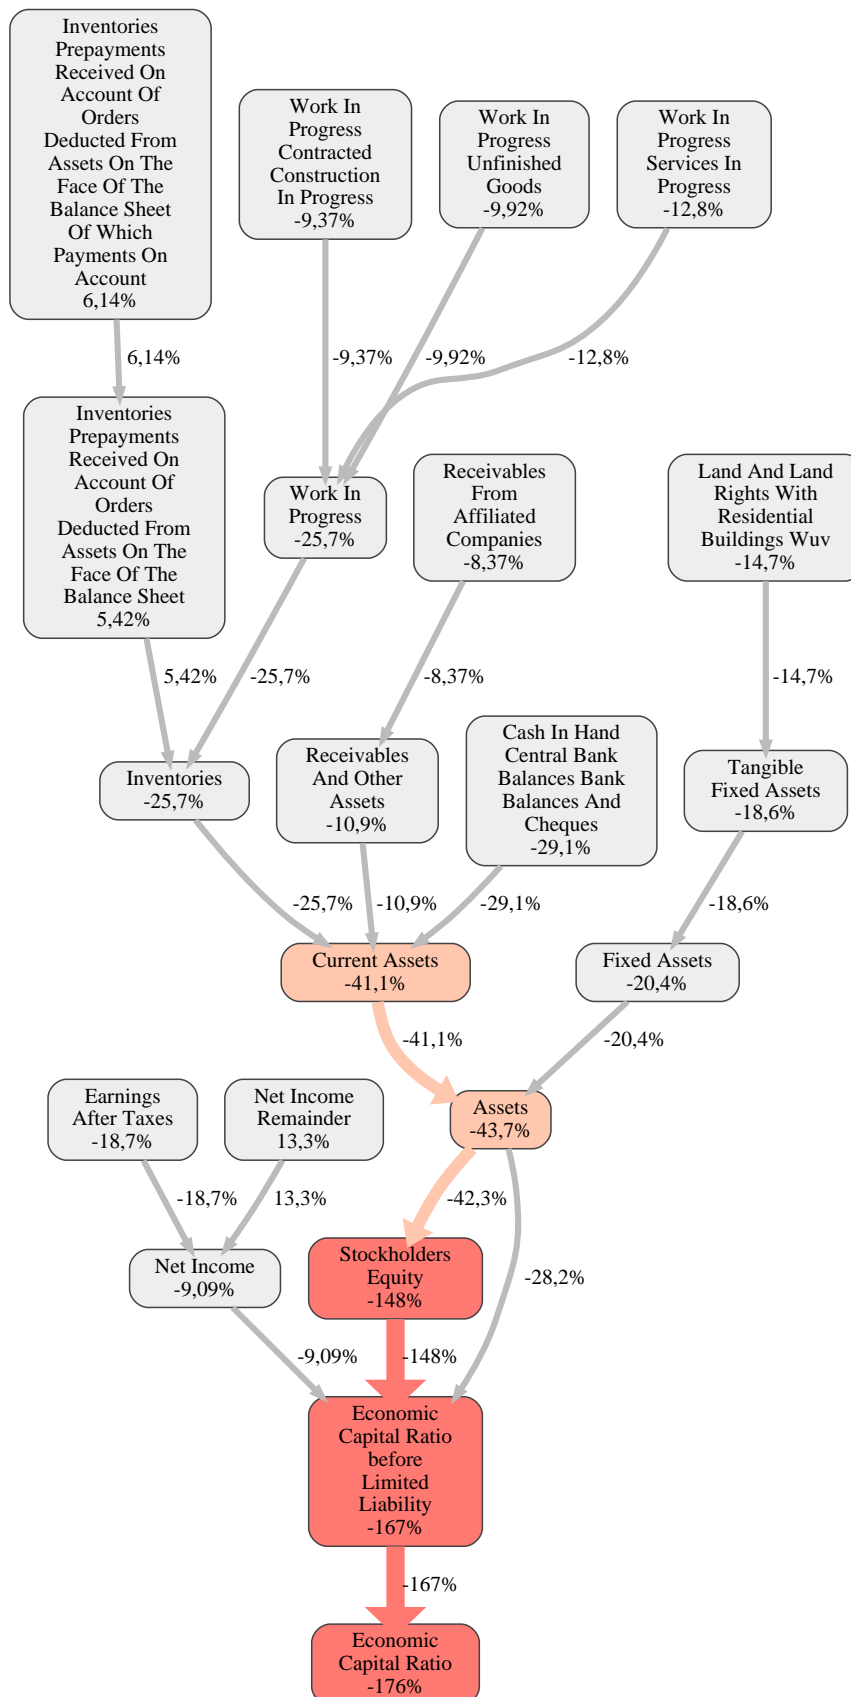 Inventories
Prepayments
Received On
Account Of
Orders
Deducted From
Assets On The
Face Of The
Balance Sheet
Of Which
Payments On
Account
6,14%
Work In
Progress
Contracted
Construction
In Progress
-9,37%
Work In
Progress
Unfinished
Goods
-9,92%
Work In
Progress
Services In
Progress
-12,8%
6,14%
-9,37%
-9,92%
-12,8%
Inventories
Prepayments
Received On
Account Of
Orders
Deducted From
Assets On The
Face Of The
Balance Sheet
5,42%
Work In
Progress
-25,7%
Receivables
From
Affiliated
Companies
-8,37%
Land And Land
Rights With
Residential
Buildings Wuv
-14,7%
5,42%
-25,7%
-8,37%
-14,7%
Inventories
-25,7%
Receivables
And Other
Assets
-10,9%
Cash In Hand
Central Bank
Balances Bank
Balances And
Cheques
-29,1%
Tangible
Fixed Assets
-18,6%
-25,7%
-10,9%
-29,1%
-18,6%
Current Assets
-41,1%
Fixed Assets
-20,4%
-41,1%
-20,4%
Earnings
After Taxes
-18,7%
Net Income
Remainder
13,3%
Assets
-43,7%
-18,7%
13,3%
-42,3%
-28,2%
Net Income
-9,09%
Stockholders
Equity
-148%
-9,09%
-148%
Economic
Capital Ratio
before
Limited
Liability
-167%
-167%
Economic
Capital Ratio
-176%